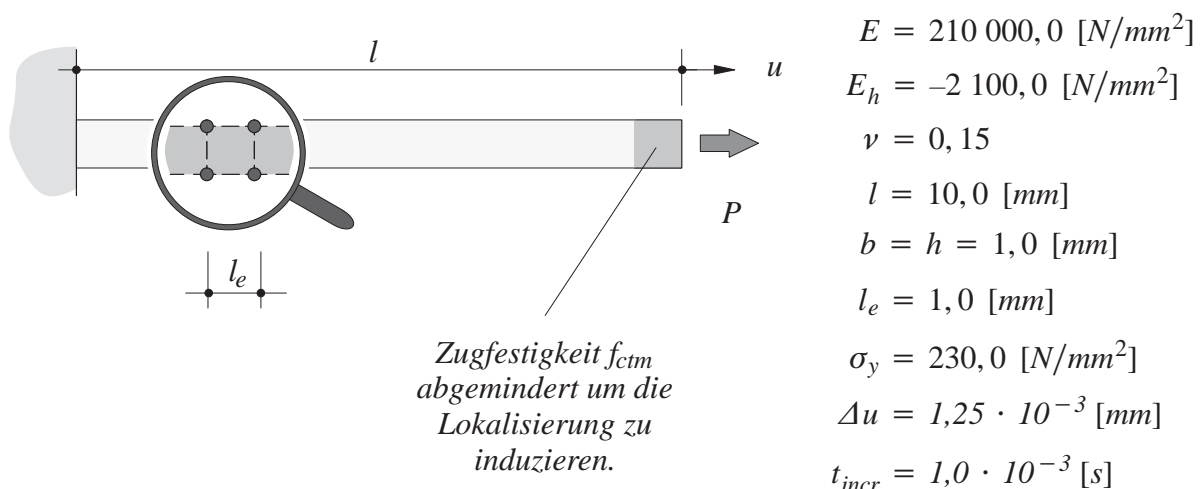 l
u
P
l_e
Zugfestigkeit f_ctm
abgemindert um die
Lokalisierung zu
induzieren.
E = 210 000, 0 [N/mm²]
E_h = –2 100, 0 [N/mm²]
ν = 0, 15
l = 10, 0 [mm]
b = h = 1, 0 [mm]
l_e = 1, 0 [mm]
σ_y = 230, 0 [N/mm²]
Δu = 1,25 · 10⁻³ [mm]
t_incr = 1,0 · 10⁻³ [s]